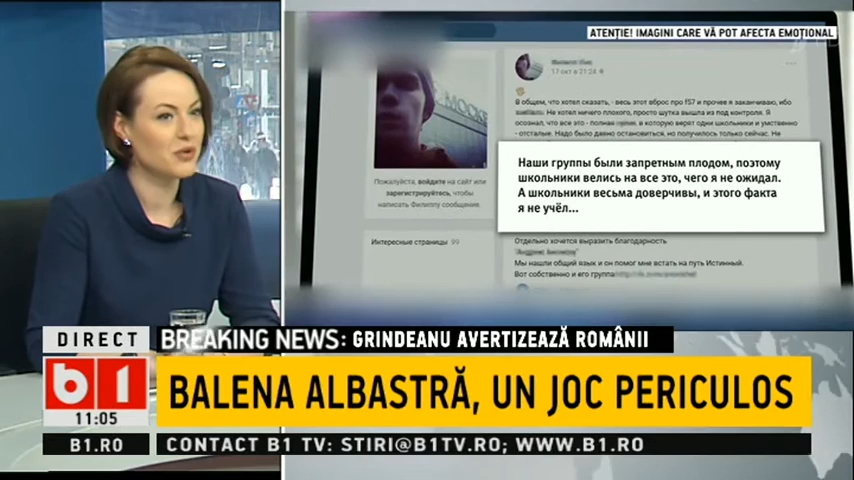 ATENȚIE! IMAGINI CARE VĂ POT AFECTA EMOȚIONAL
17 окт в 21:24
В общем, что хотел сказать, - весь этот вброс про f57 и прочее я заканчиваю, ибо
Не хотел ничего плохого, просто шутка вышла из под контроля. Я
осознал, что все это - полная в которую верят одни школьники и умственно -
отсталые. Надо было давно остановиться, но получилось только сейчас. Не
Наши группы были запретным плодом, поэтому
школьники велись на все это, чего я не ожидал.
А школьники весьма доверчивы, и этого факта
я не учёл...
Отдельно хочется выразить благодарность
Мы нашли общий язык и он помог мне встать на путь Истинный.
Вот собственно и его группа
Пожалуйста, войдите на сайт или
зарегистрируйтесь, чтобы
написать Филиппу сообщение.
Интересные страницы 99
DIRECT
BREAKING NEWS: GRINDEANU AVERTIZEAZĂ ROMÂNII
b1
11:05
BALENA ALBASTRĂ, UN JOC PERICULOS
B1.RO
CONTACT B1 TV: STIRI@B1TV.RO; WWW.B1.RO